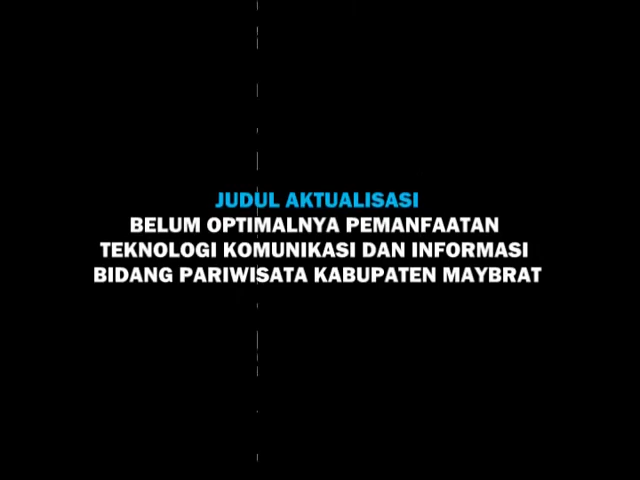 JUDUL AKTUALISASI
BELUM OPTIMALNYA PEMANFAATAN
TEKNOLOGI KOMUNIKASI DAN INFORMASI
BIDANG PARIWISATA KABUPATEN MAYBRAT